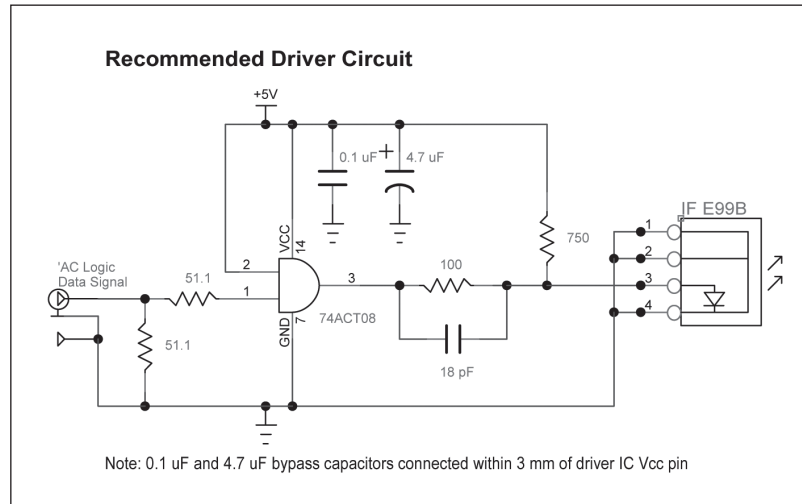 Recommended Driver Circuit
+5V
0.1 uF
+
4.7 uF
IF E99B
VCC
14
1
2
3
4
750
2
'AC Logic
Data Signal
51.1
1
3
100
74ACT08
GND
7
51.1
18 pF
Note: 0.1 uF and 4.7 uF bypass capacitors connected within 3 mm of driver IC Vcc pin